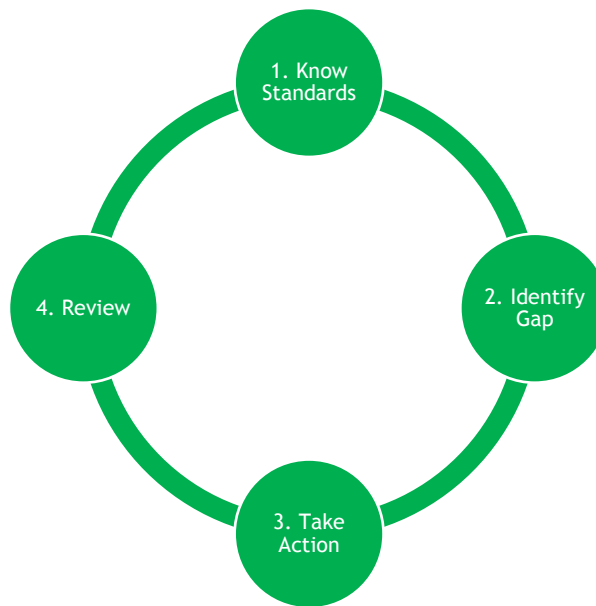 1. Know
Standards
2. Identify
Gap
3. Take
Action
4. Review